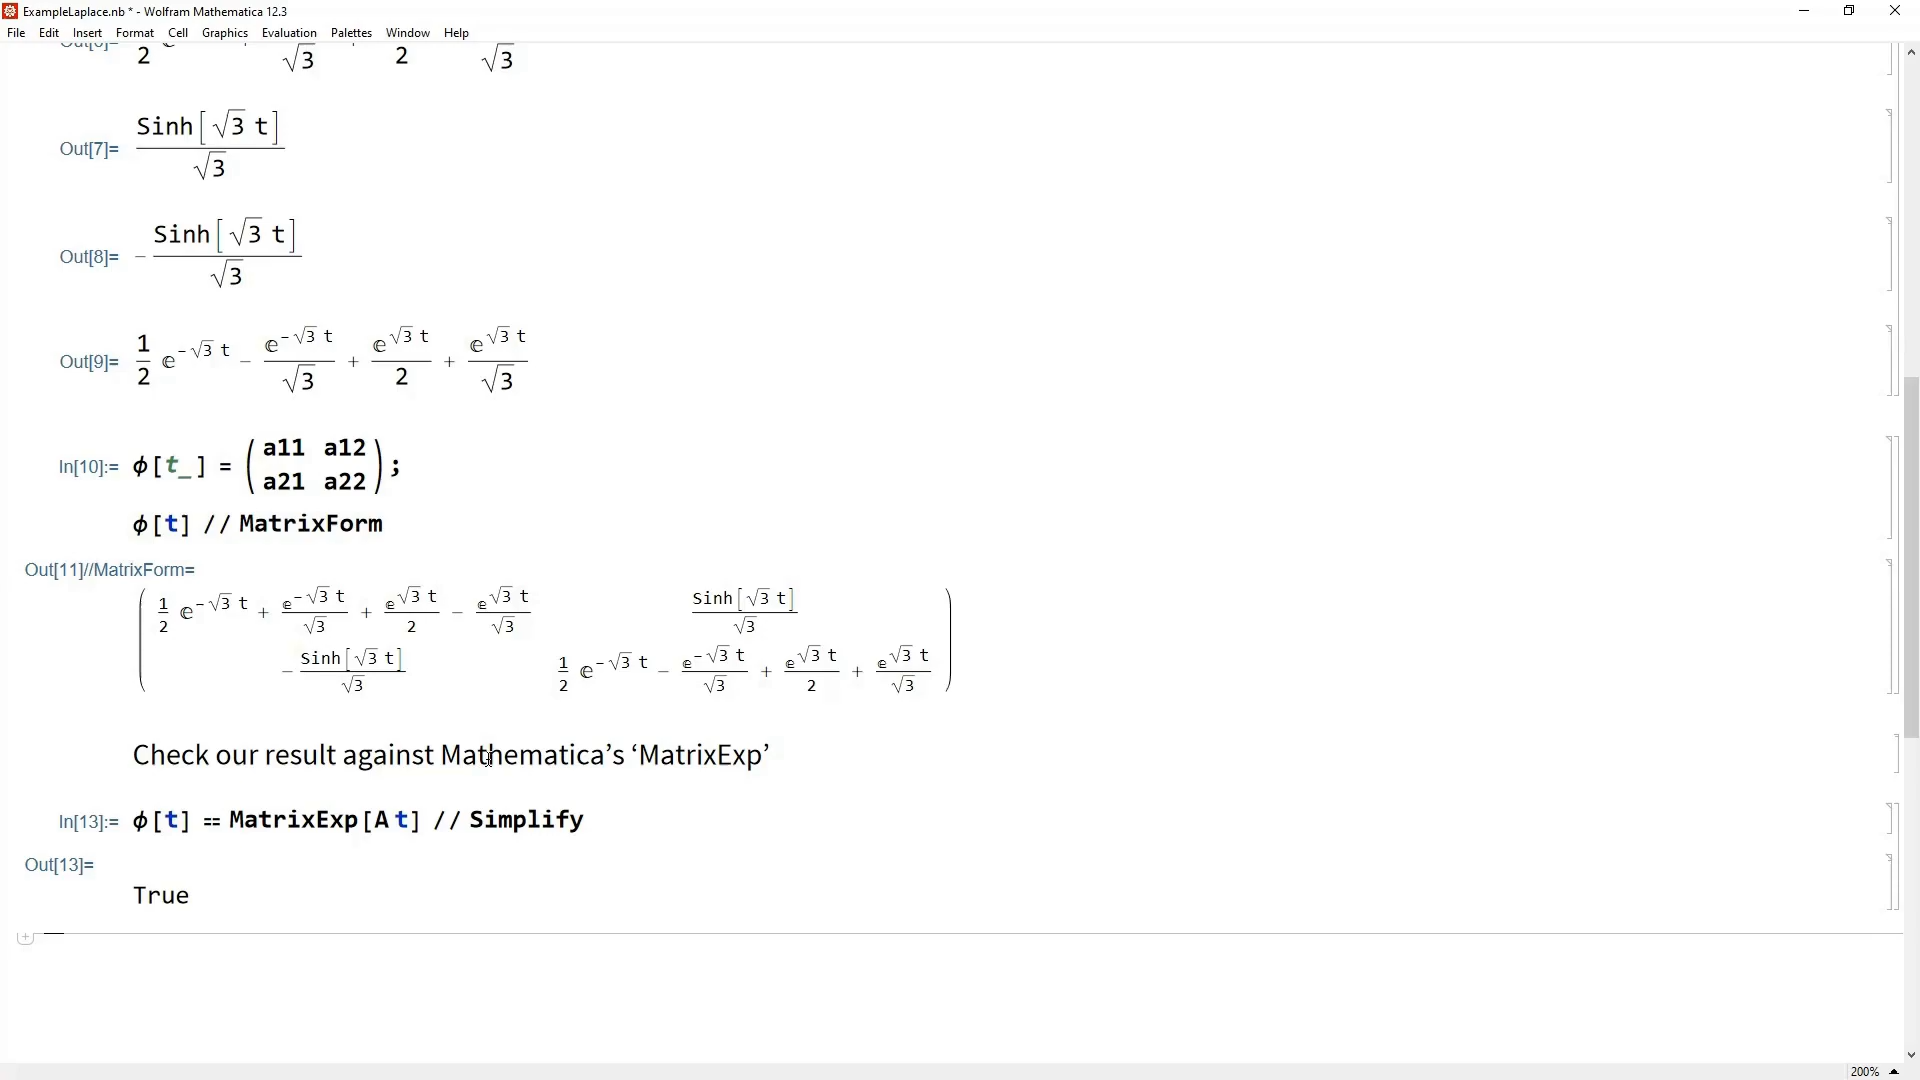 ExampleLaplace.nb * - Wolfram Mathematica 12.3
File Edit Insert Format Cell Graphics Evaluation Palettes Window Help
2 √3 2 √3
Out[7]= Sinh[√3 t] / √3
Out[8]= - Sinh[√3 t] / √3
Out[9]= 1/2 ⅇ^(-√3 t) - ⅇ^(-√3 t)/√3 + ⅇ^(√3 t)/2 + ⅇ^(√3 t)/√3
In[10]:= ϕ[t_] = ( a11 a12
a21 a22 );
ϕ[t] // MatrixForm
Out[11]//MatrixForm=
( 1/2 ⅇ^(-√3 t) + ⅇ^(-√3 t)/√3 + ⅇ^(√3 t)/2 - ⅇ^(√3 t)/√3 Sinh[√3 t]/√3
- Sinh[√3 t]/√3 1/2 ⅇ^(-√3 t) - ⅇ^(-√3 t)/√3 + ⅇ^(√3 t)/2 + ⅇ^(√3 t)/√3 )
Check our result against Mathematica’s ‘MatrixExp’
In[13]:= ϕ[t] == MatrixExp[A t] // Simplify
Out[13]=
True
200%